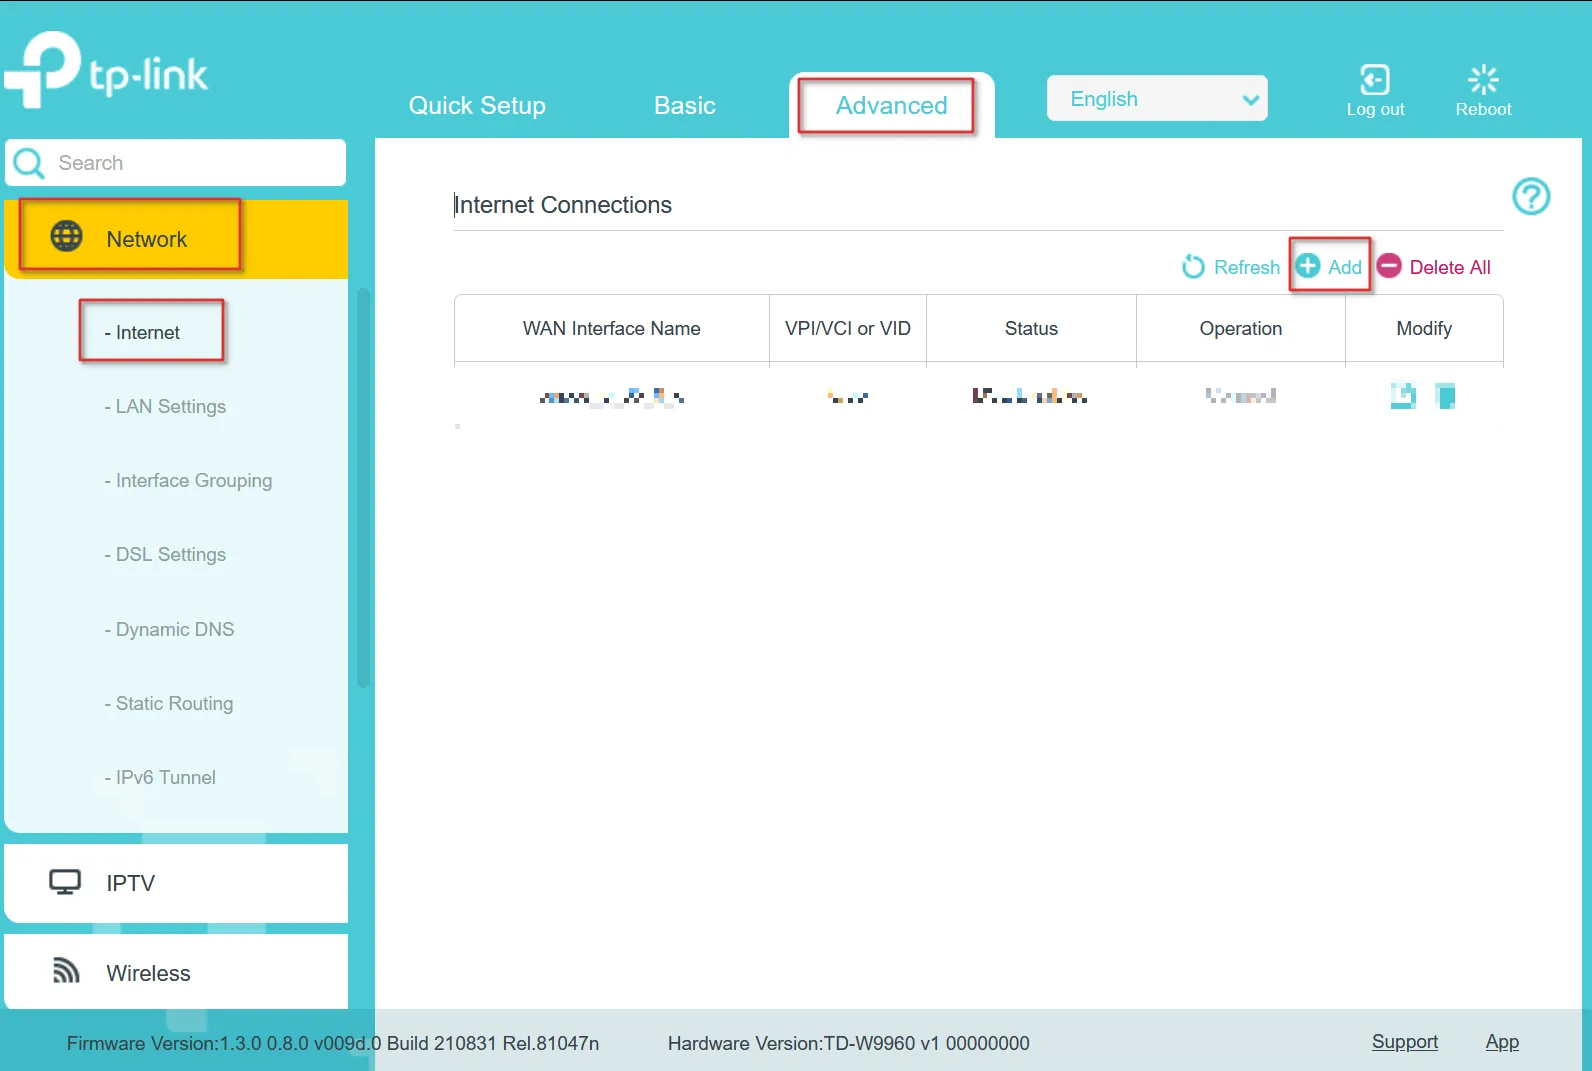 tp-link
Quick Setup
Basic
Advanced
English
Log out
Reboot
Search
Network
- Internet
- LAN Settings
- Interface Grouping
- DSL Settings
- Dynamic DNS
- Static Routing
- IPv6 Tunnel
IPTV
Wireless
Internet Connections
Refresh
Add
Delete All
WAN Interface Name
VPI/VCI or VID
Status
Operation
Modify
Firmware Version:1.3.0 0.8.0 v009d.0 Build 210831 Rel.81047n
Hardware Version:TD-W9960 v1 00000000
Support
App